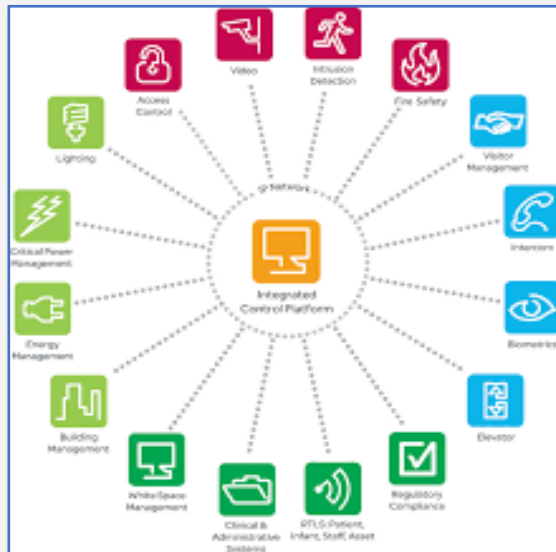 Video
Intrusion
Detection
Access
Control
Fire Safety
Lighting
Visitor
Management
IP Network
Critical Power
Management
Intercom
Integrated
Control Platform
Energy
Management
Biometrics
Building
Management
Elevator
White Space
Management
Clinical &
Administrative
Systems
RTLS: Patient,
Infant, Staff, Asset
Regulatory
Compliance